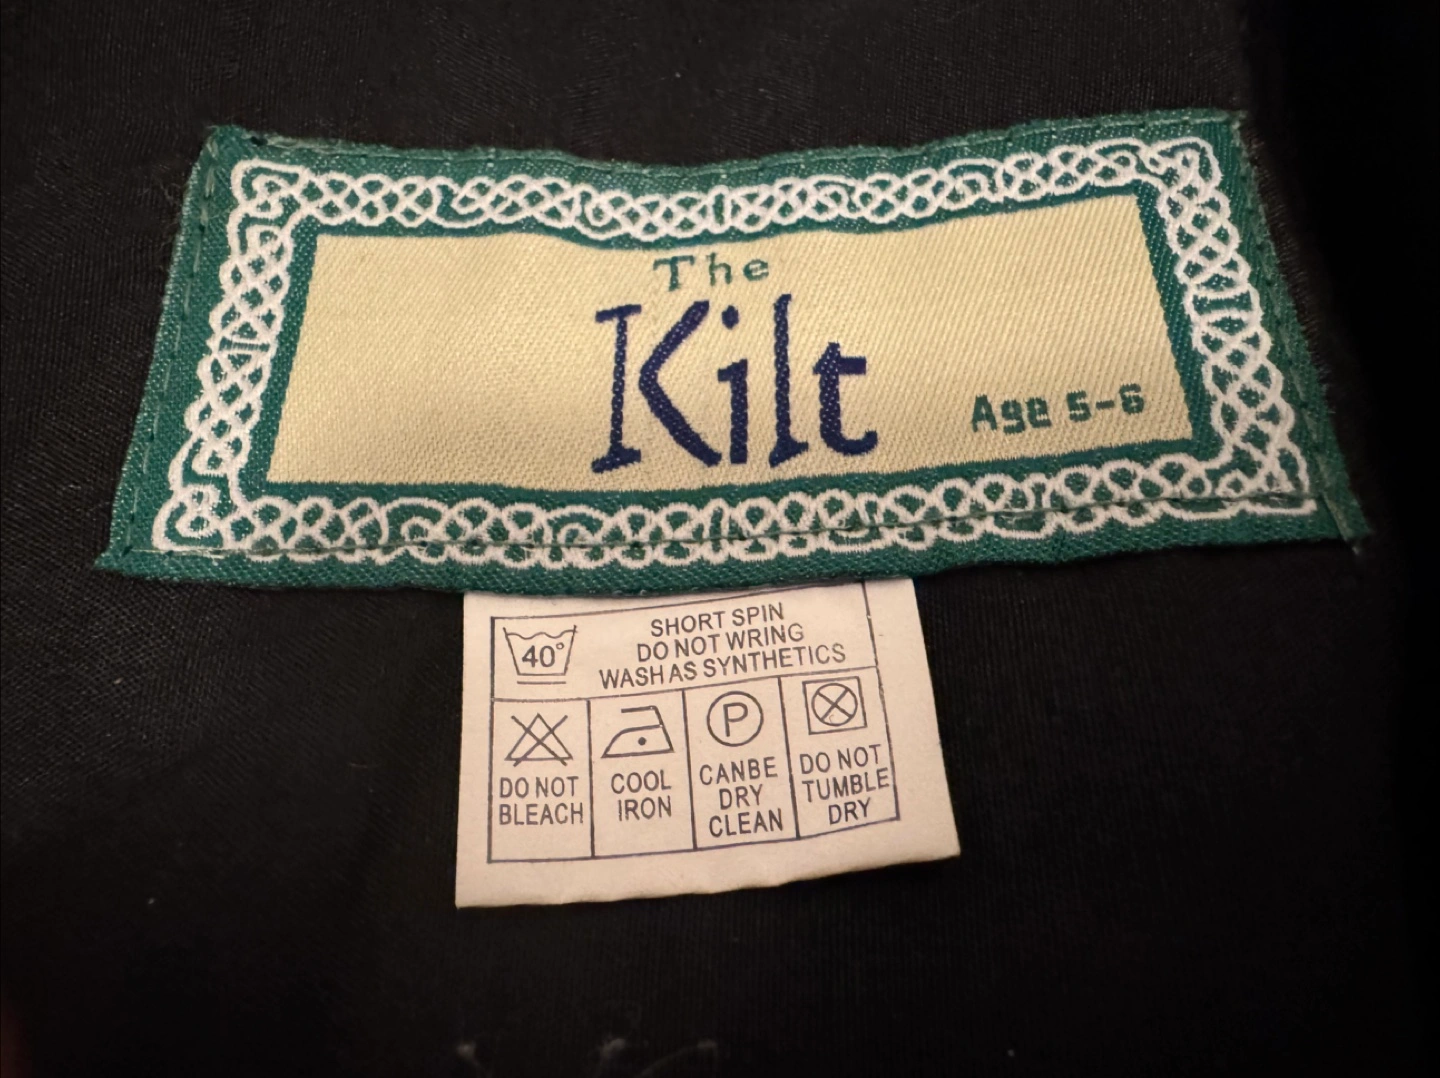 The
Kilt
Age 5-6
40°
SHORT SPIN
DO NOT WRING
WASH AS SYNTHETICS
P
DO NOT
BLEACH
COOL
IRON
CANBE
DRY
CLEAN
DO NOT
TUMBLE
DRY